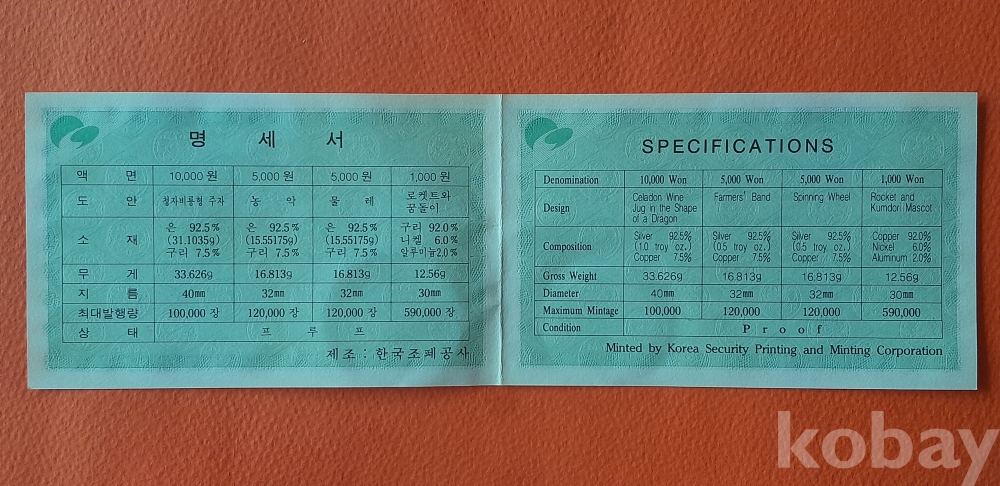 명 세 서
액 면 10,000 원 5,000 원 5,000 원 1,000 원
도 안 청자비룡형 주자 농 악 물 레 로켓트와
꿈돌이
소 재 은 92.5% 은 92.5% 은 92.5% 구리 92.0%
(31.1035g) (15.55175g) (15.55175g) 니켈 6.0%
구리 7.5% 구리 7.5% 구리 7.5% 알루미늄2.0%
무 게 33.626g 16.813g 16.813g 12.56g
지 름 40mm 32mm 32mm 30mm
최대발행량 100,000 장 120,000 장 120,000 장 590,000 장
상 태 프 루 프
제조 : 한국조폐공사
SPECIFICATIONS
Denomination 10,000 Won 5,000 Won 5,000 Won 1,000 Won
Design Celadon Wine Farmers' Band Spinning Wheel Rocket and
Jug in the Shape Kumdori Mascot
of a Dragon
Composition Silver 92.5% Silver 92.5% Silver 92.5% Copper 92.0%
(1.0 troy oz.) (0.5 troy oz.) (0.5 troy oz.) Nickel 6.0%
Copper 7.5% Copper 7.5% Copper 7.5% Aluminum 2.0%
Gross Weight 33.626g 16.813g 16.813g 12.56g
Diameter 40mm 32mm 32mm 30mm
Maximum Mintage 100,000 120,000 120,000 590,000
Condition Proof
Minted by Korea Security Printing and Minting Corporation
kobay